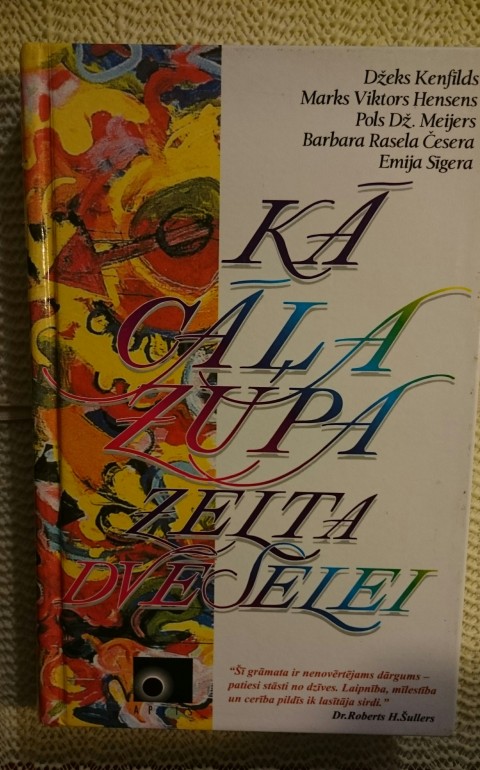 Džeks Kenfilds
Marks Viktors Hensens
Pols Dž. Meijers
Barbara Rasela Česera
Emija Sīgera
KĀ
CĀĻA
ZUPA
ZELTA
DVĒSELEI
"Šī grāmata ir nenovērtējams dārgums –
patiesi stāsti no dzīves. Laipnība, mīlestība
un cerība pildīs ik lasītāja sirdi."
Dr.Roberts H.Šullers